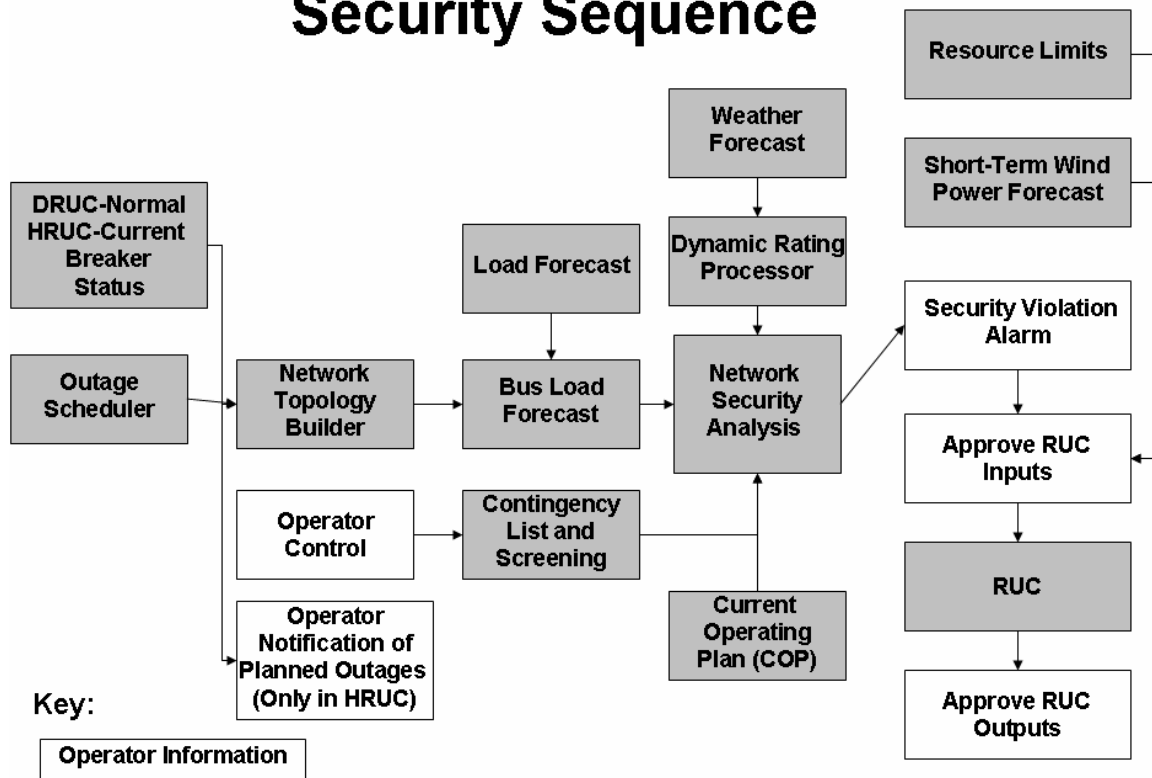 Security Sequence
Resource Limits
Weather
Forecast
Short-Term Wind
Power Forecast
DRUC-Normal
HRUC-Current
Breaker
Status
Load Forecast
Dynamic Rating
Processor
Security Violation
Alarm
Outage
Scheduler
Network
Topology
Builder
Bus Load
Forecast
Network
Security
Analysis
Approve RUC
Inputs
Operator
Control
Contingency
List and
Screening
RUC
Operator
Notification of
Planned Outages
(Only in HRUC)
Current
Operating
Plan (COP)
Approve RUC
Outputs
Key:
Operator Information